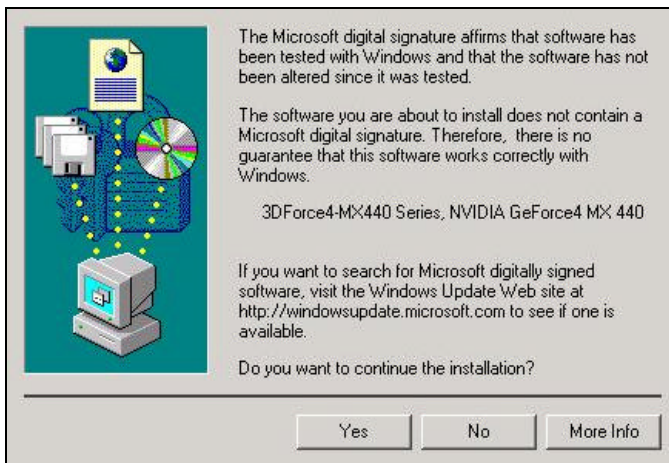 The Microsoft digital signature affirms that software has
been tested with Windows and that the software has not
been altered since it was tested.
The software you are about to install does not contain a
Microsoft digital signature. Therefore,  there is no
guarantee that this software works correctly with
Windows.
3DForce4-MX440 Series, NVIDIA GeForce4 MX 440
If you want to search for Microsoft digitally signed
software, visit the Windows Update Web site at
http://windowsupdate.microsoft.com to see if one is
available.
Do you want to continue the installation?
Yes
No
More Info